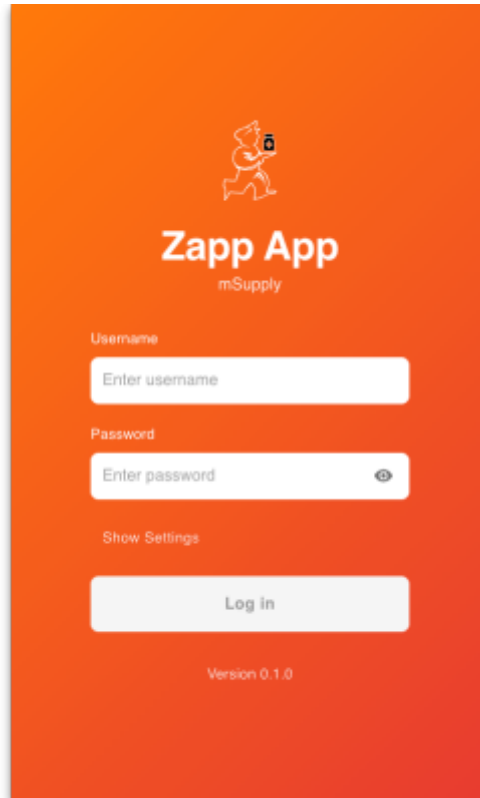 Zapp App
mSupply
Username
Enter username
Password
Enter password
Show Settings
Log in
Version 0.1.0